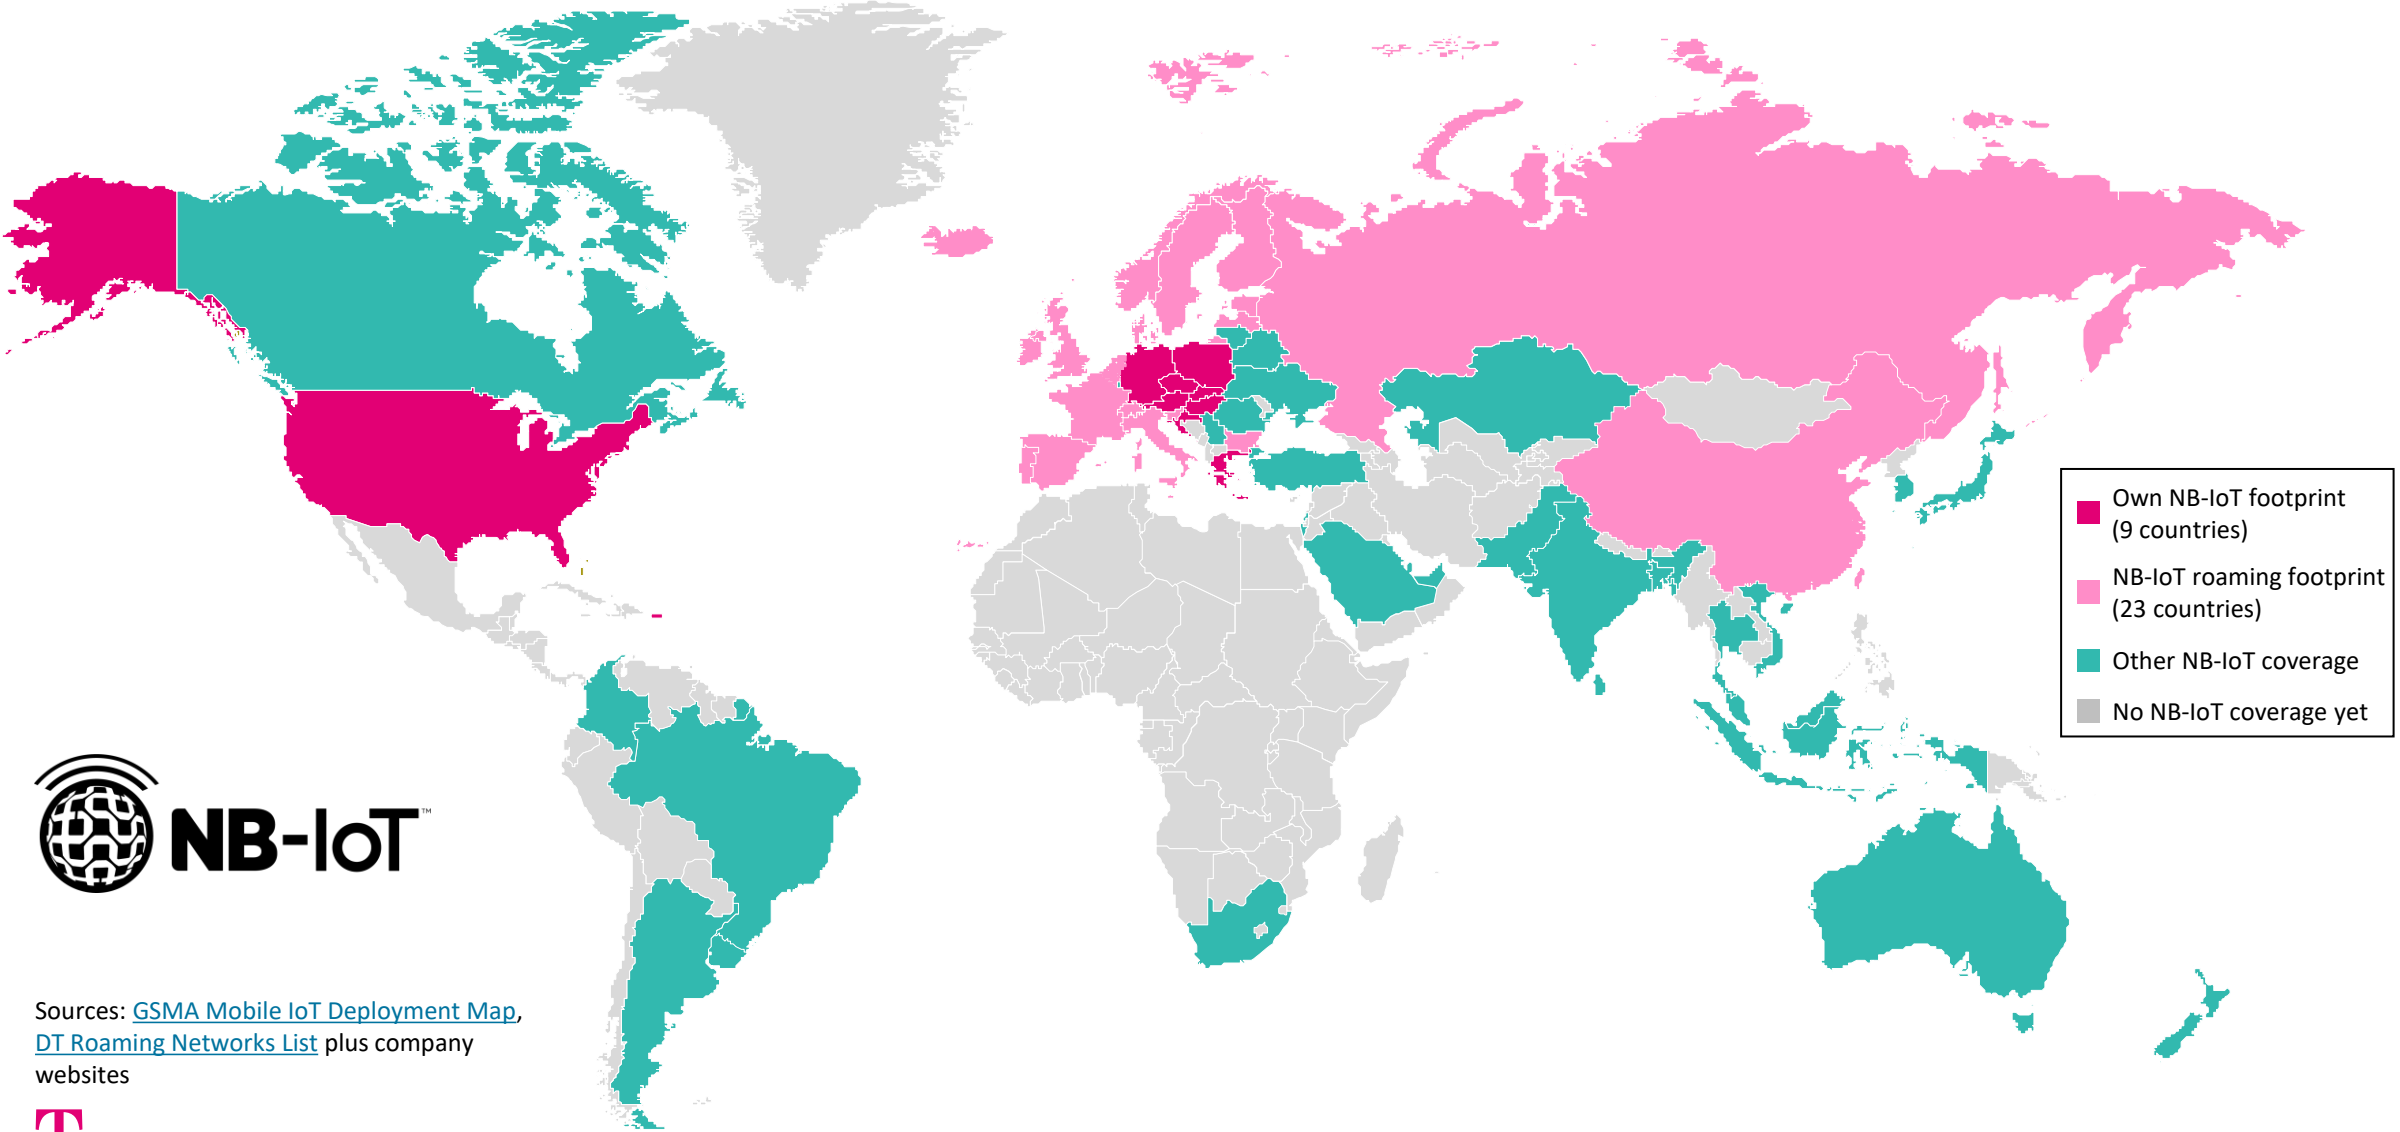 Own NB-IoT footprint
(9 countries)
NB-IoT roaming footprint
(23 countries)
Other NB-IoT coverage
No NB-IoT coverage yet
NB-IoT™
Sources: GSMA Mobile IoT Deployment Map,
DT Roaming Networks List plus company
websites
T